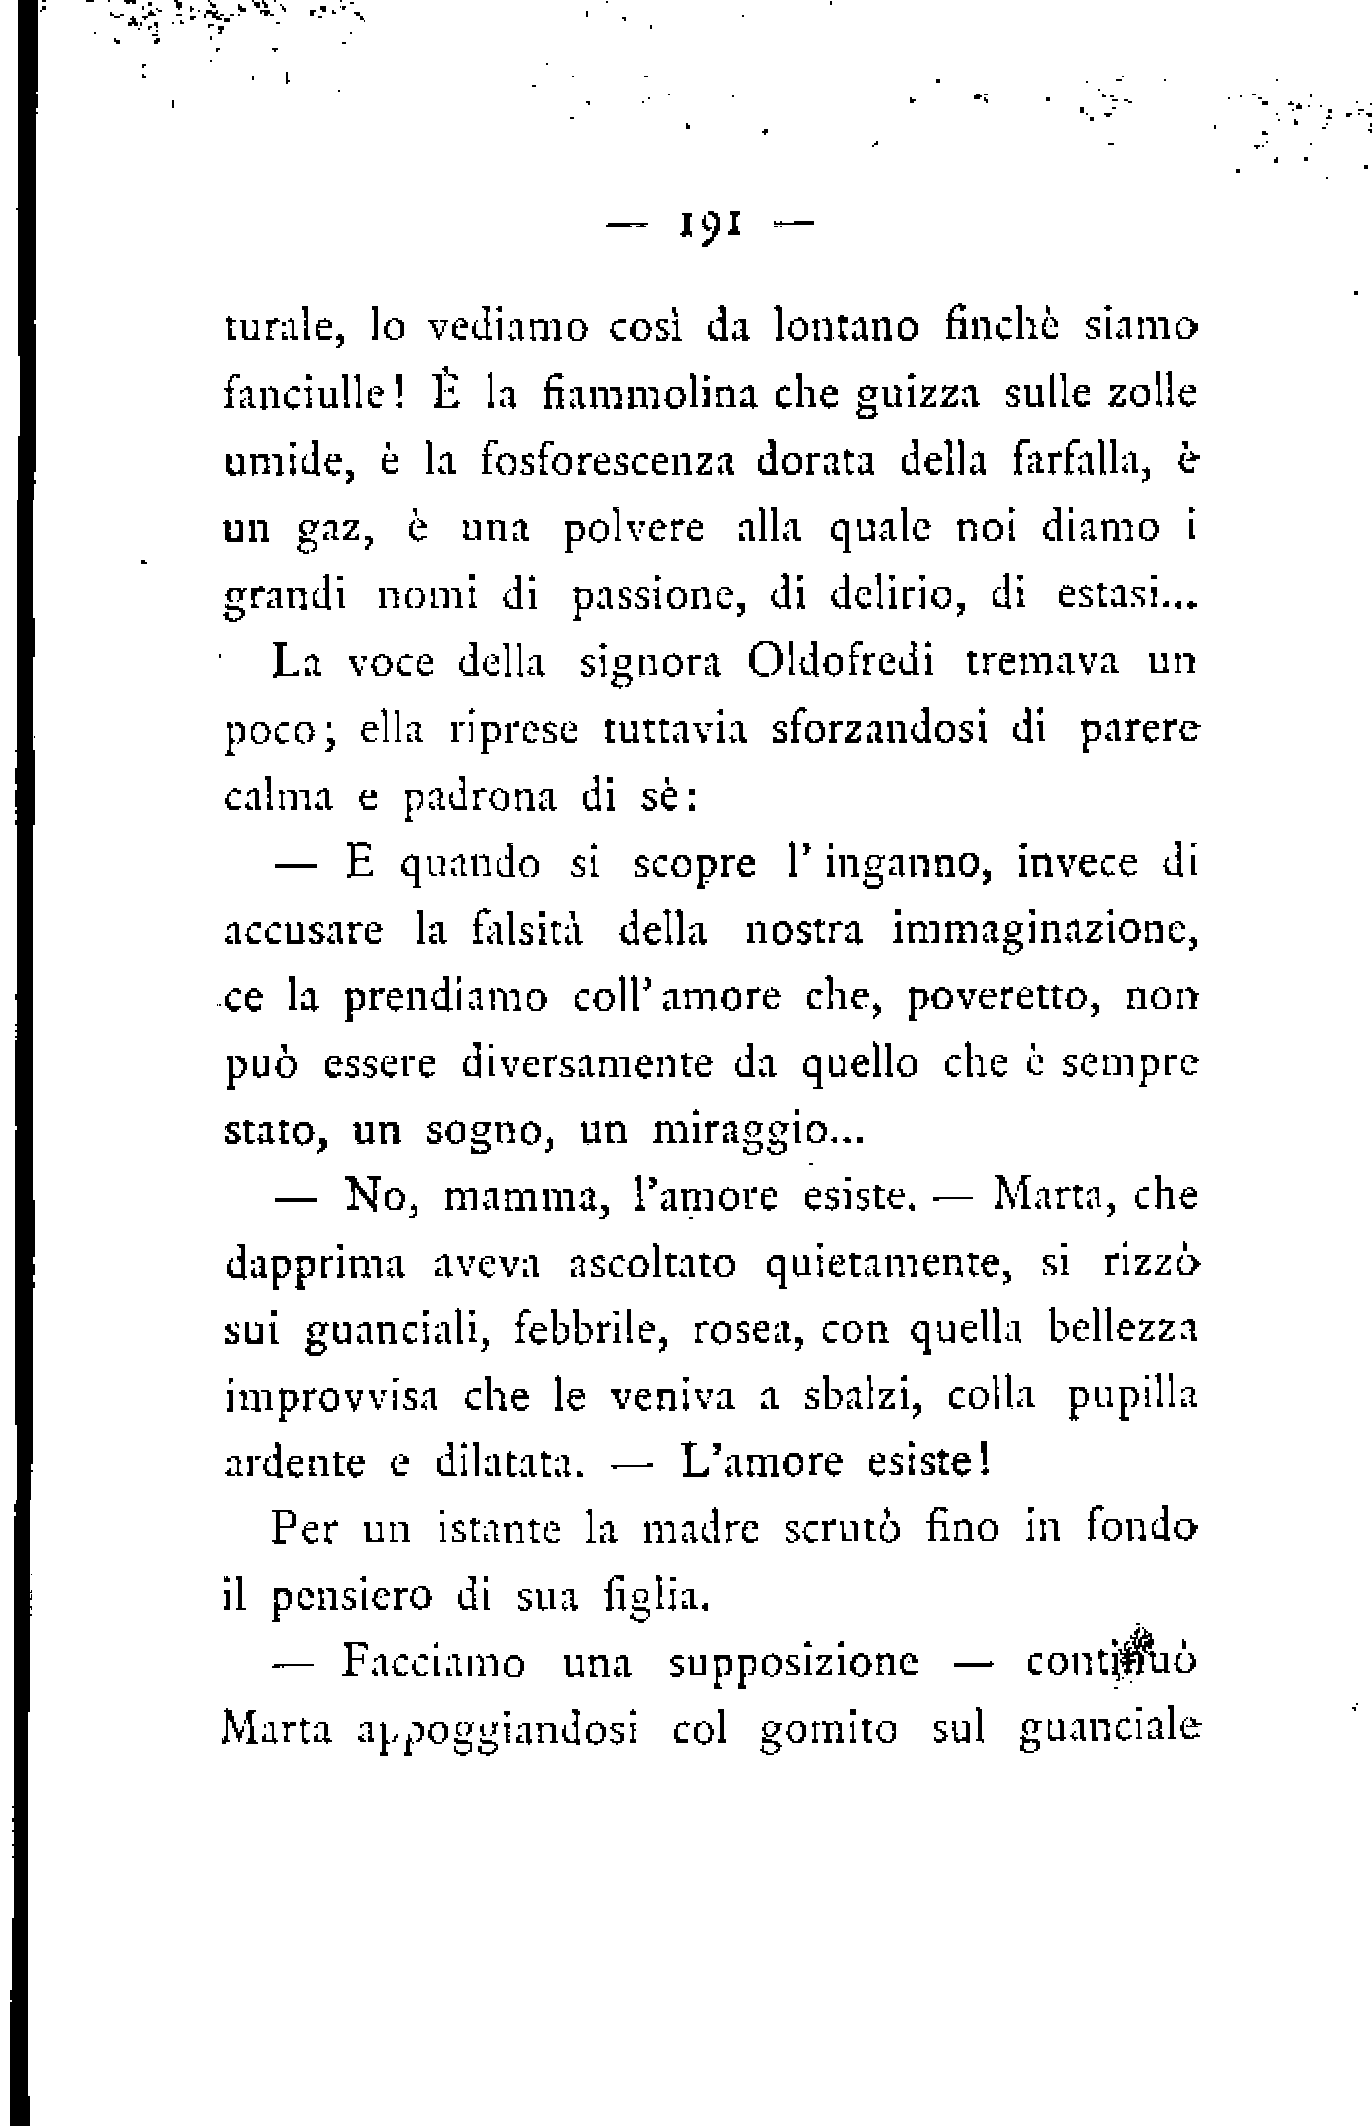 — 191 —
turale, lo vediamo così da lontano finchè siamo
fanciulle! È la fiammolina che guizza sulle zolle
umide, è la fosforescenza dorata della farfalla, è
un gaz, è una polvere alla quale noi diamo i
grandi nomi di passione, di delirio, di estasi...
La voce della signora Oldofredi tremava un
poco; ella riprese tuttavia sforzandosi di parere
calma e padrona di sè:
— E quando si scopre l'inganno, invece di
accusare la falsità della nostra immaginazione,
ce la prendiamo coll'amore che, poveretto, non
può essere diversamente da quello che è sempre
stato, un sogno, un miraggio...
— No, mamma, l'amore esiste. — Marta, che
dapprima aveva ascoltato quietamente, si rizzò
sui guanciali, febbrile, rosea, con quella bellezza
improvvisa che le veniva a sbalzi, colla pupilla
ardente e dilatata. — L'amore esiste!
Per un istante la madre scrutò fino in fondo
il pensiero di sua figlia.
— Facciamo una supposizione — continuò
Marta appoggiandosi col gomito sul guanciale